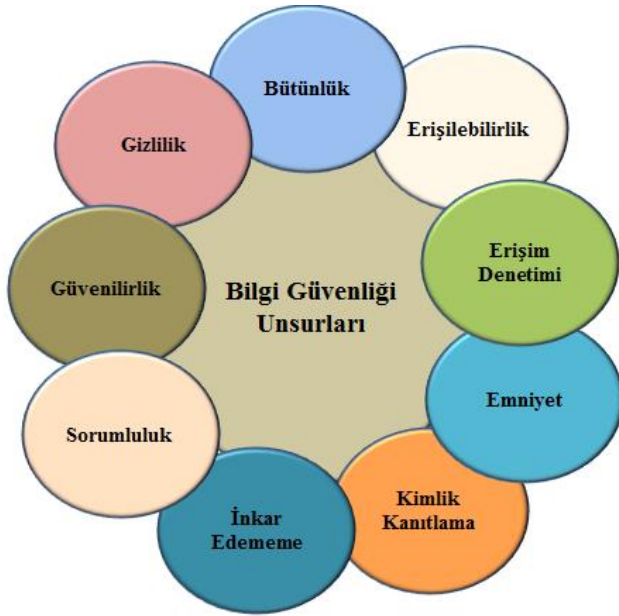 Bütünlük
Erişilebilirlik
Gizlilik
Erişim
Denetimi
Güvenilirlik
Bilgi Güvenliği
Unsurları
Emniyet
Sorumluluk
Kimlik
Kanıtlama
İnkar
Edememe